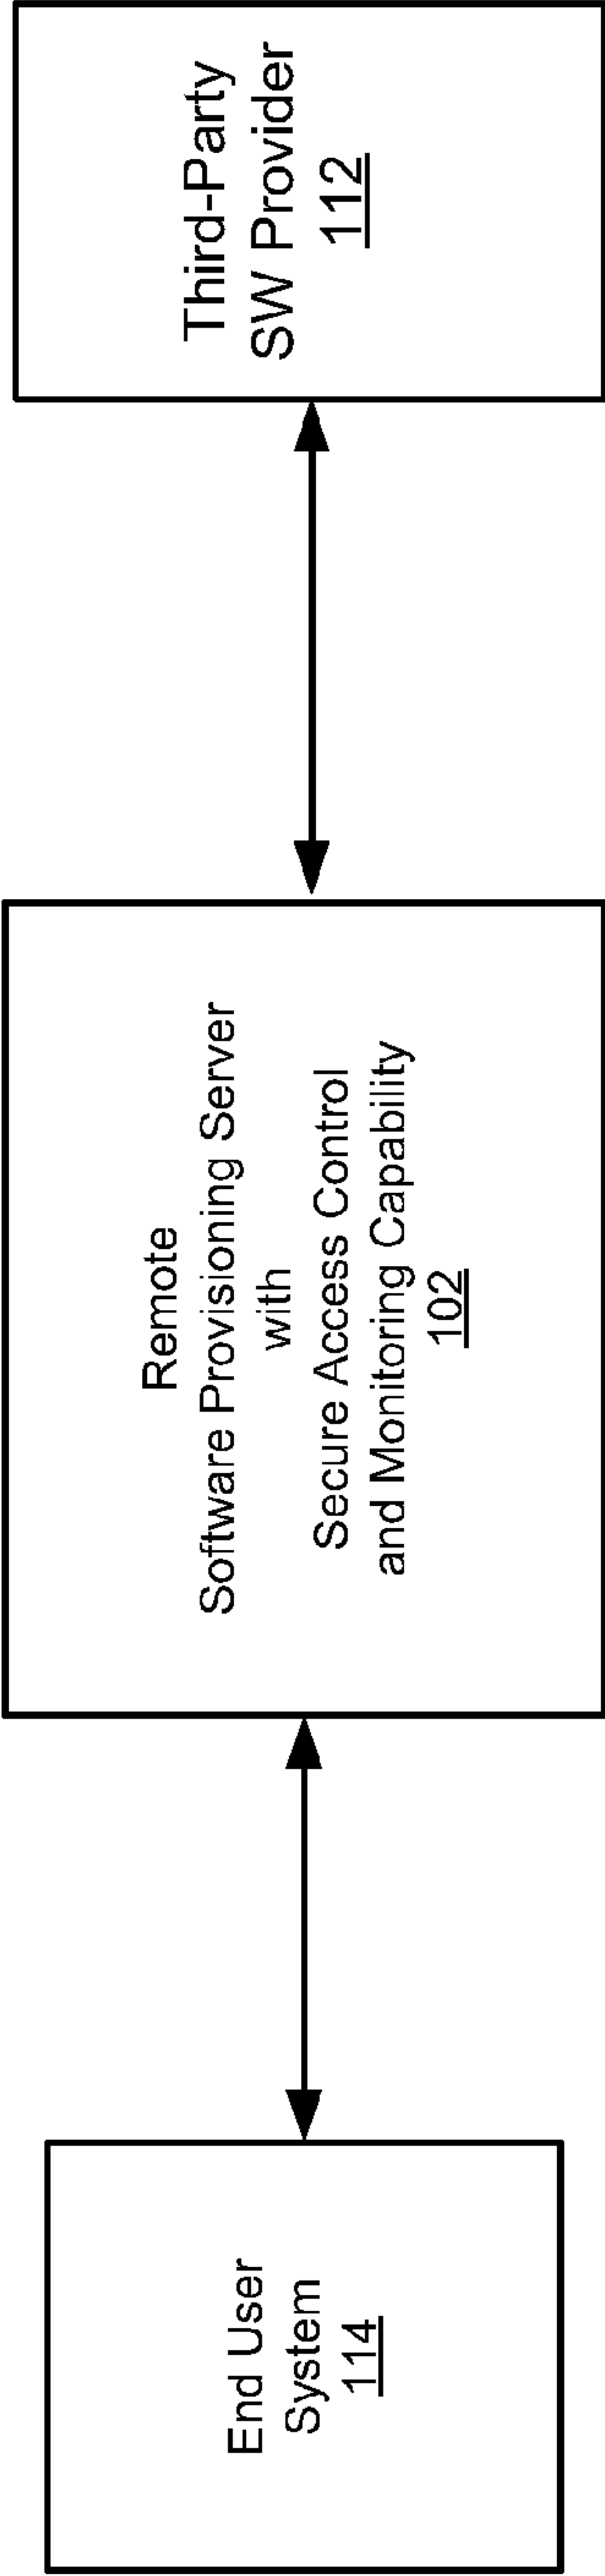 End User
System
114
Remote
Software Provisioning Server
with
Secure Access Control
and Monitoring Capability
102
Third-Party
SW Provider
112